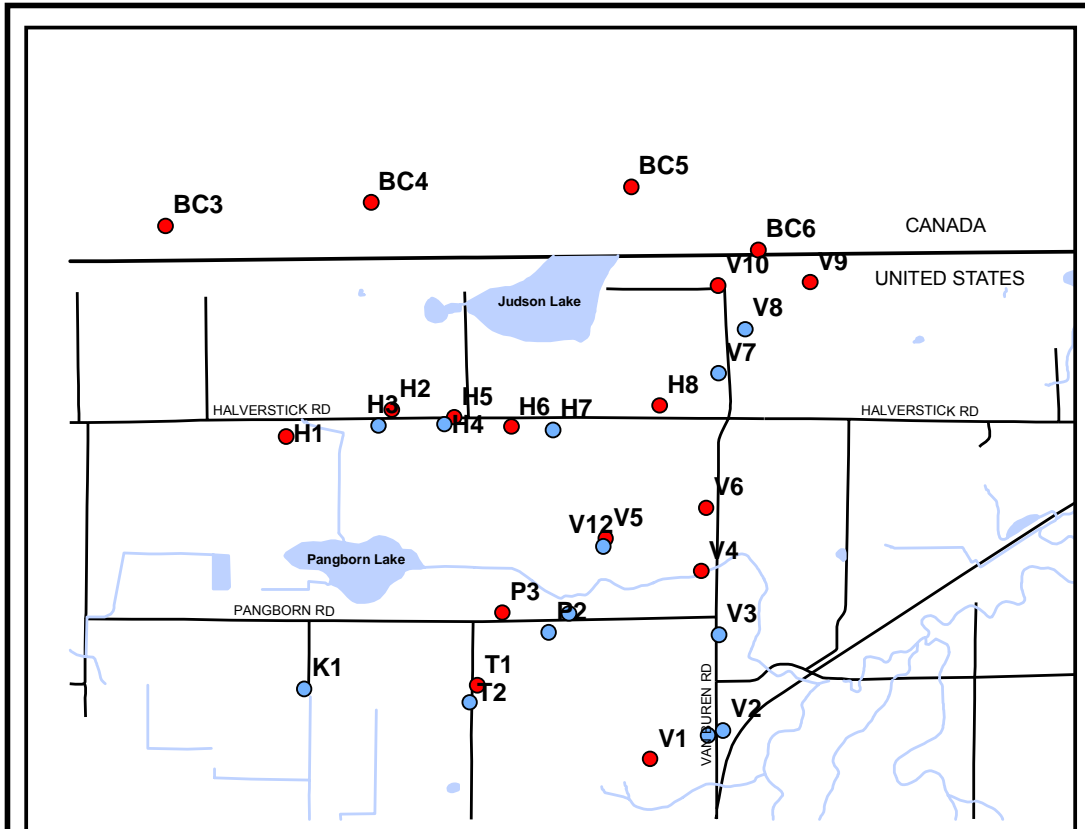 BC5
BC4
BC3
CANADA
BC6
V10
V9
UNITED STATES
Judson Lake
V8
V7
H2
H8
HALVERSTICK RD
H3
H5
H6
H7
HALVERSTICK RD
H4
H1
V6
V12
V5
Pangborn Lake
V4
P3
PANGBORN RD
P2
V3
K1
T1
T2
VAN BUREN RD
V2
V1